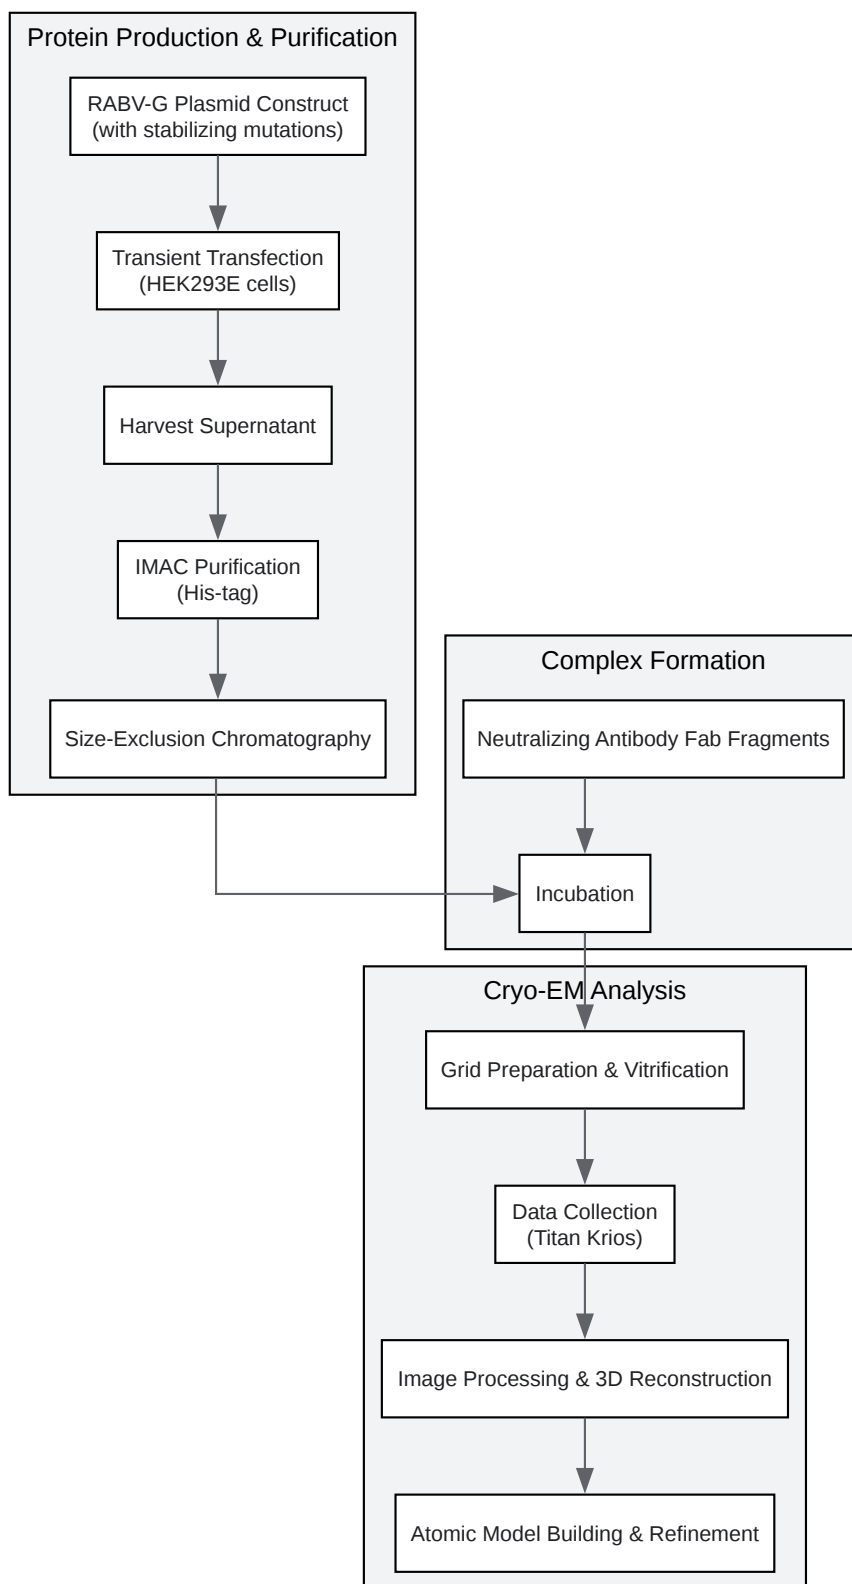 Protein Production & Purification
RABV-G Plasmid Construct
(with stabilizing mutations)
Transient Transfection
(HEK293E cells)
Harvest Supernatant
IMAC Purification
(His-tag)
Size-Exclusion Chromatography
Complex Formation
Neutralizing Antibody Fab Fragments
Incubation
Cryo-EM Analysis
Grid Preparation & Vitrification
Data Collection
(Titan Krios)
Image Processing & 3D Reconstruction
Atomic Model Building & Refinement